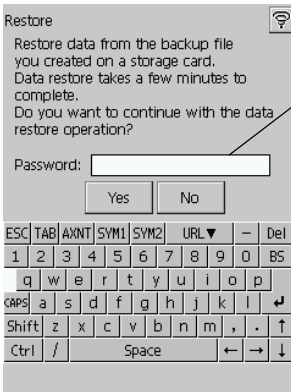 Restore
Restore data from the backup file
you created on a storage card.
Data restore takes a few minutes to
complete.
Do you want to continue with the data
restore operation?
Password:
Yes No
ESC TAB AXNT SYM1 SYM2 URL▼ - Del
1 2 3 4 5 6 7 8 9 0 BS
q w e r t y u i o p
CAPS a s d f g h j k l ↵
Shift z x c v b n m , . ↑
Ctrl / Space ← → ↓